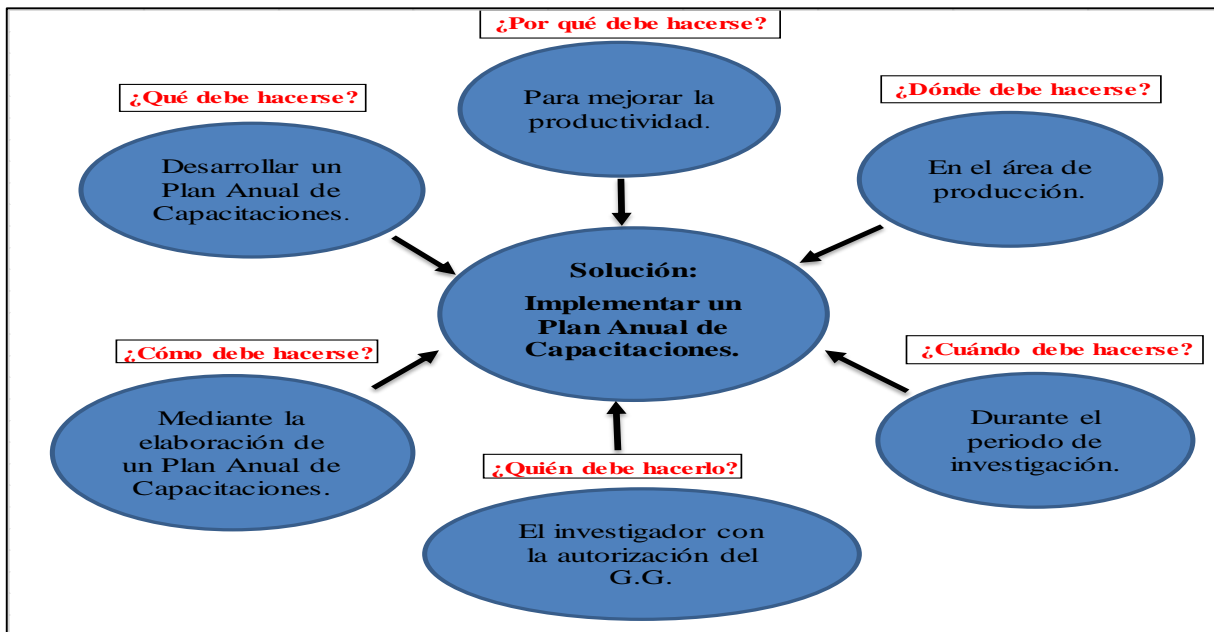 ¿Por qué debe hacerse?
Para mejorar la
productividad.
¿Qué debe hacerse?
Desarrollar un
Plan Anual de
Capacitaciones.
¿Dónde debe hacerse?
En el área de
producción.
Solución:
Implementar un
Plan Anual de
Capacitaciones.
¿Cómo debe hacerse?
Mediante la
elaboración de
un Plan Anual de
Capacitaciones.
¿Cuándo debe hacerse?
Durante el
periodo de
investigación.
¿Quién debe hacerlo?
El investigador con
la autorización del
G.G.